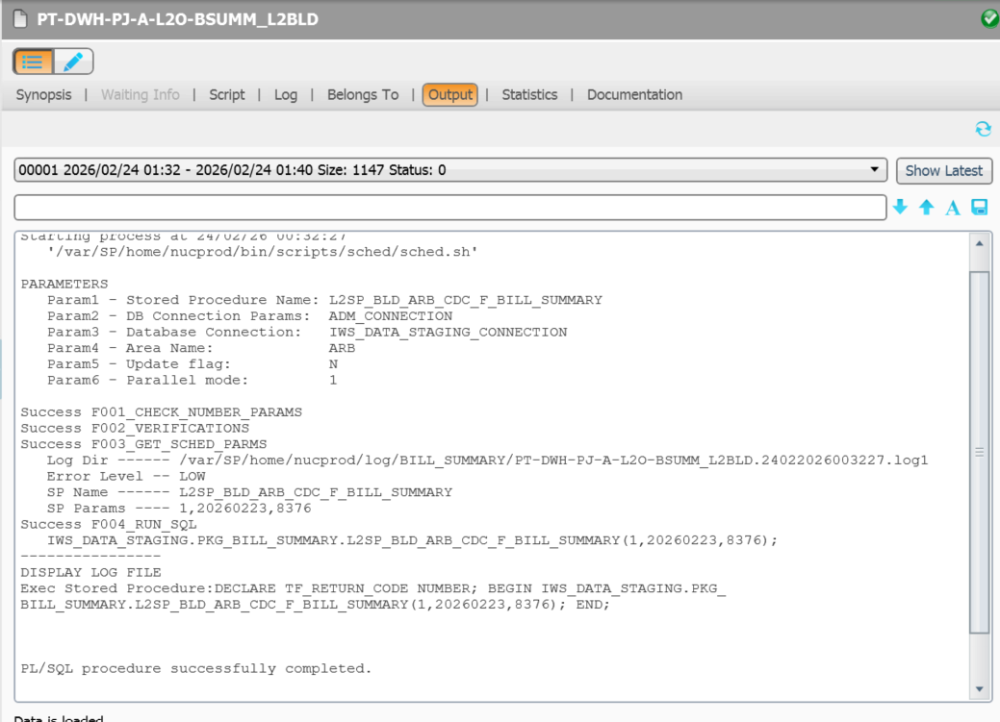 PT-DWH-PJ-A-L2O-BSUMM_L2BLD
Synopsis | Waiting Info | Script | Log | Belongs To | Output | Statistics | Documentation
00001 2026/02/24 01:32 - 2026/02/24 01:40 Size: 1147 Status: 0
Show Latest
A
Starting process at 24/02/26 00:32:27
'/var/SP/home/nucprod/bin/scripts/sched/sched.sh'
PARAMETERS
Param1 - Stored Procedure Name: L2SP_BLD_ARB_CDC_F_BILL_SUMMARY
Param2 - DB Connection Params: ADM_CONNECTION
Param3 - Database Connection: IWS_DATA_STAGING_CONNECTION
Param4 - Area Name: ARB
Param5 - Update flag: N
Param6 - Parallel mode: 1
Success F001_CHECK_NUMBER_PARAMS
Success F002_VERIFICATIONS
Success F003_GET_SCHED_PARMS
Log Dir ------ /var/SP/home/nucprod/log/BILL_SUMMARY/PT-DWH-PJ-A-L2O-BSUMM_L2BLD.24022026003227.log1
Error Level -- LOW
SP Name ------ L2SP_BLD_ARB_CDC_F_BILL_SUMMARY
SP Params ---- 1,20260223,8376
Success F004_RUN_SQL
IWS_DATA_STAGING.PKG_BILL_SUMMARY.L2SP_BLD_ARB_CDC_F_BILL_SUMMARY(1,20260223,8376);
----------------
DISPLAY LOG FILE
Exec Stored Procedure:DECLARE TF_RETURN_CODE NUMBER; BEGIN IWS_DATA_STAGING.PKG_
BILL_SUMMARY.L2SP_BLD_ARB_CDC_F_BILL_SUMMARY(1,20260223,8376); END;
PL/SQL procedure successfully completed.
Data is loaded